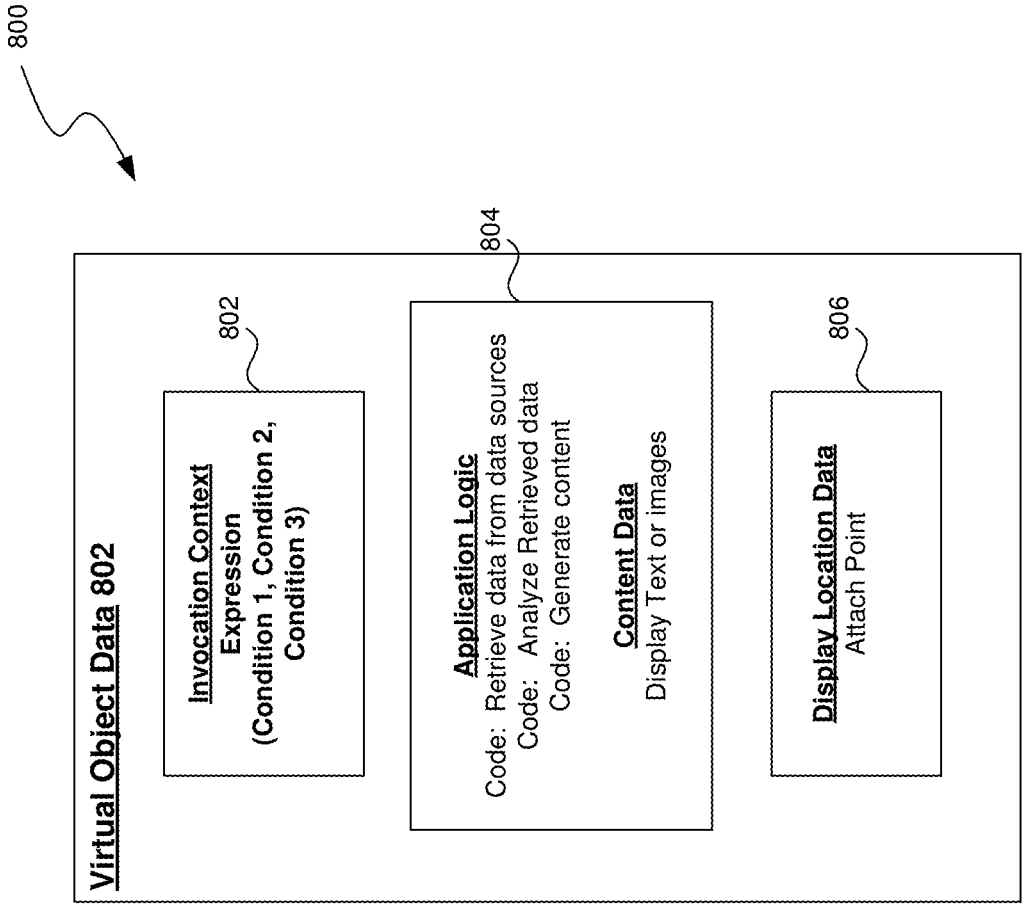 800
Virtual Object Data 802
802
Invocation Context
Expression
(Condition 1, Condition 2,
Condition 3)
804
Application Logic
Code: Retrieve data from data sources
Code: Analyze Retrieved data
Code: Generate content
Content Data
Display Text or images
806
Display Location Data
Attach Point